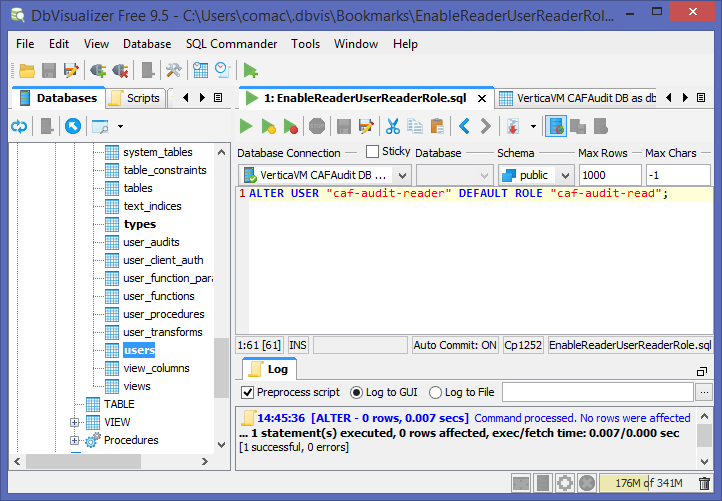 DbVisualizer Free 9.5 - C:\Users\comac\.dbvis\Bookmarks\EnableReaderUserReaderRole...
File Edit View Database SQL Commander Tools Window Help
Databases Scripts
1: EnableReaderUserReaderRole.sql VerticaVM CAFAudit DB as db
Database Connection Sticky Database Schema Max Rows Max Chars
VerticaVM CAFAudit DB ... public 1000 -1
1 ALTER USER "caf-audit-reader" DEFAULT ROLE "caf-audit-read";
system_tables
table_constraints
tables
text_indices
types
user_audits
user_client_auth
user_function_para
user_functions
user_procedures
user_transforms
users
view_columns
views
TABLE
VIEW
Procedures
1:61 [61] INS Auto Commit: ON Cp1252 EnableReaderUserReaderRole.sql
Log
Preprocess script Log to GUI Log to File ...
14:45:36 [ALTER - 0 rows, 0.007 secs] Command processed. No rows were affected
... 1 statement(s) executed, 0 rows affected, exec/fetch time: 0.007/0.000 sec
[1 successful, 0 errors]
176M of 341M